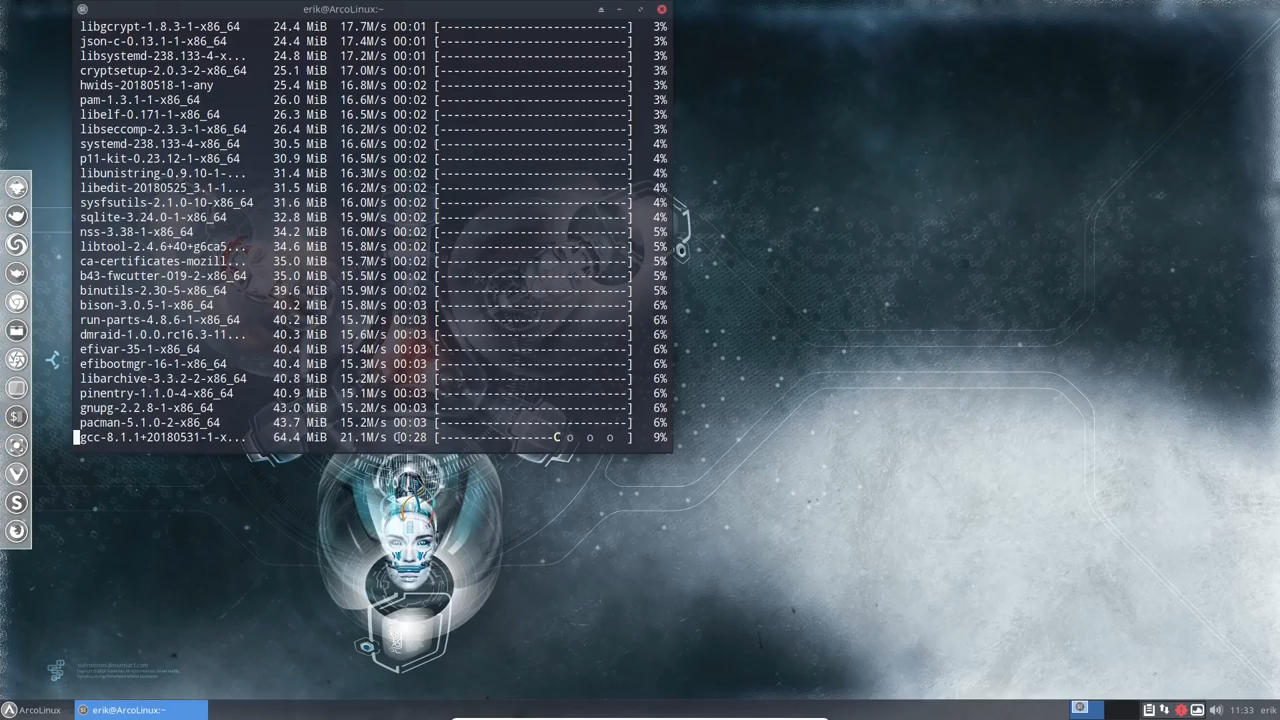 erik@ArcoLinux:~
libgcrypt-1.8.3-1-x86_64 24.4 MiB 17.7M/s 00:01 [----------------------------] 3%
json-c-0.13.1-1-x86_64 24.4 MiB 17.4M/s 00:01 [----------------------------] 3%
libsystemd-238.133-4-x... 24.8 MiB 17.2M/s 00:01 [----------------------------] 3%
cryptsetup-2.0.3-2-x86_64 25.1 MiB 17.0M/s 00:01 [----------------------------] 3%
hwids-20180518-1-any 25.4 MiB 16.8M/s 00:02 [----------------------------] 3%
pam-1.3.1-1-x86_64 26.0 MiB 16.6M/s 00:02 [----------------------------] 3%
libelf-0.171-1-x86_64 26.3 MiB 16.5M/s 00:02 [----------------------------] 3%
libseccomp-2.3.3-1-x86_64 26.4 MiB 16.5M/s 00:02 [----------------------------] 3%
systemd-238.133-4-x86_64 30.5 MiB 16.6M/s 00:02 [----------------------------] 4%
p11-kit-0.23.12-1-x86_64 30.9 MiB 16.5M/s 00:02 [----------------------------] 4%
libunistring-0.9.10-1-... 31.4 MiB 16.3M/s 00:02 [----------------------------] 4%
libedit-20180525_3.1-1... 31.5 MiB 16.2M/s 00:02 [----------------------------] 4%
sysfsutils-2.1.0-10-x86_64 31.6 MiB 16.0M/s 00:02 [----------------------------] 4%
sqlite-3.24.0-1-x86_64 32.8 MiB 15.9M/s 00:02 [----------------------------] 4%
nss-3.38-1-x86_64 34.2 MiB 16.0M/s 00:02 [----------------------------] 5%
libtool-2.4.6+40+g6ca5... 34.6 MiB 15.8M/s 00:02 [----------------------------] 5%
ca-certificates-mozill... 35.0 MiB 15.7M/s 00:02 [----------------------------] 5%
b43-fwcutter-019-2-x86_64 35.0 MiB 15.5M/s 00:02 [----------------------------] 5%
binutils-2.30-5-x86_64 39.6 MiB 15.9M/s 00:02 [----------------------------] 5%
bison-3.0.5-1-x86_64 40.2 MiB 15.8M/s 00:03 [----------------------------] 6%
run-parts-4.8.6-1-x86_64 40.2 MiB 15.7M/s 00:03 [----------------------------] 6%
dmraid-1.0.0.rc16.3-11... 40.3 MiB 15.6M/s 00:03 [----------------------------] 6%
efivar-35-1-x86_64 40.4 MiB 15.4M/s 00:03 [----------------------------] 6%
efibootmgr-16-1-x86_64 40.4 MiB 15.3M/s 00:03 [----------------------------] 6%
libarchive-3.3.2-2-x86_64 40.8 MiB 15.2M/s 00:03 [----------------------------] 6%
pinentry-1.1.0-4-x86_64 40.9 MiB 15.1M/s 00:03 [----------------------------] 6%
gnupg-2.2.8-1-x86_64 43.0 MiB 15.2M/s 00:03 [----------------------------] 6%
pacman-5.1.0-2-x86_64 43.7 MiB 15.2M/s 00:03 [----------------------------] 6%
gcc-8.1.1+20180531-1-x... 64.4 MiB 21.1M/s 00:28 [-----------------C o  o  o  ] 9%
ArcoLinux
erik@ArcoLinux:~
11:33
erik